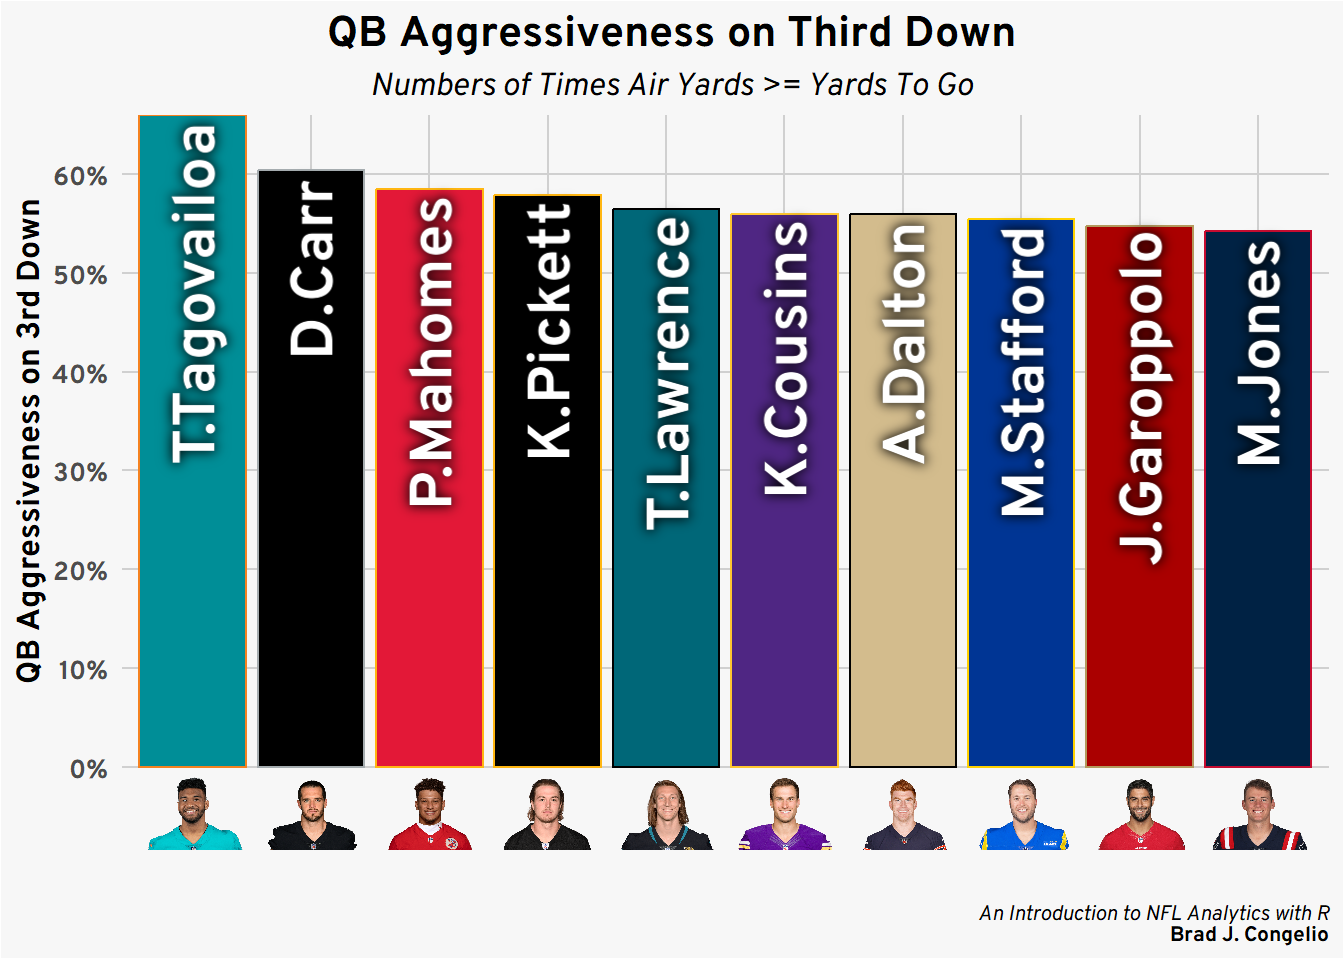 QB Aggressiveness on Third Down
Numbers of Times Air Yards >= Yards To Go
QB Aggressiveness on 3rd Down
60%
50%
40%
30%
20%
10%
0%
T.Tagovailoa
D.Carr
P.Mahomes
K.Pickett
T.Lawrence
K.Cousins
A.Dalton
M.Stafford
J.Garoppolo
M.Jones
An Introduction to NFL Analytics with R
Brad J. Congelio